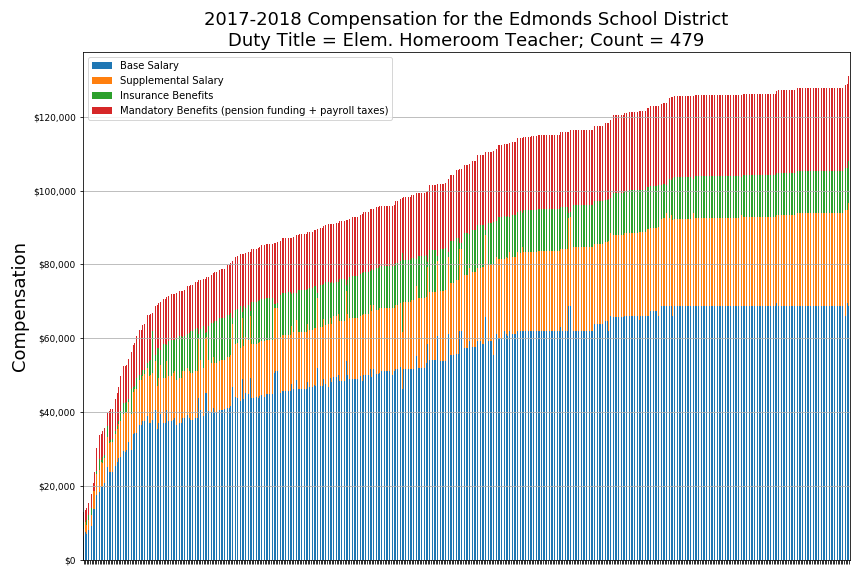 2017-2018 Compensation for the Edmonds School District
Duty Title = Elem. Homeroom Teacher; Count = 479
Base Salary
Supplemental Salary
Insurance Benefits
Mandatory Benefits (pension funding + payroll taxes)
Compensation
$120,000
$100,000
$80,000
$60,000
$40,000
$20,000
$0